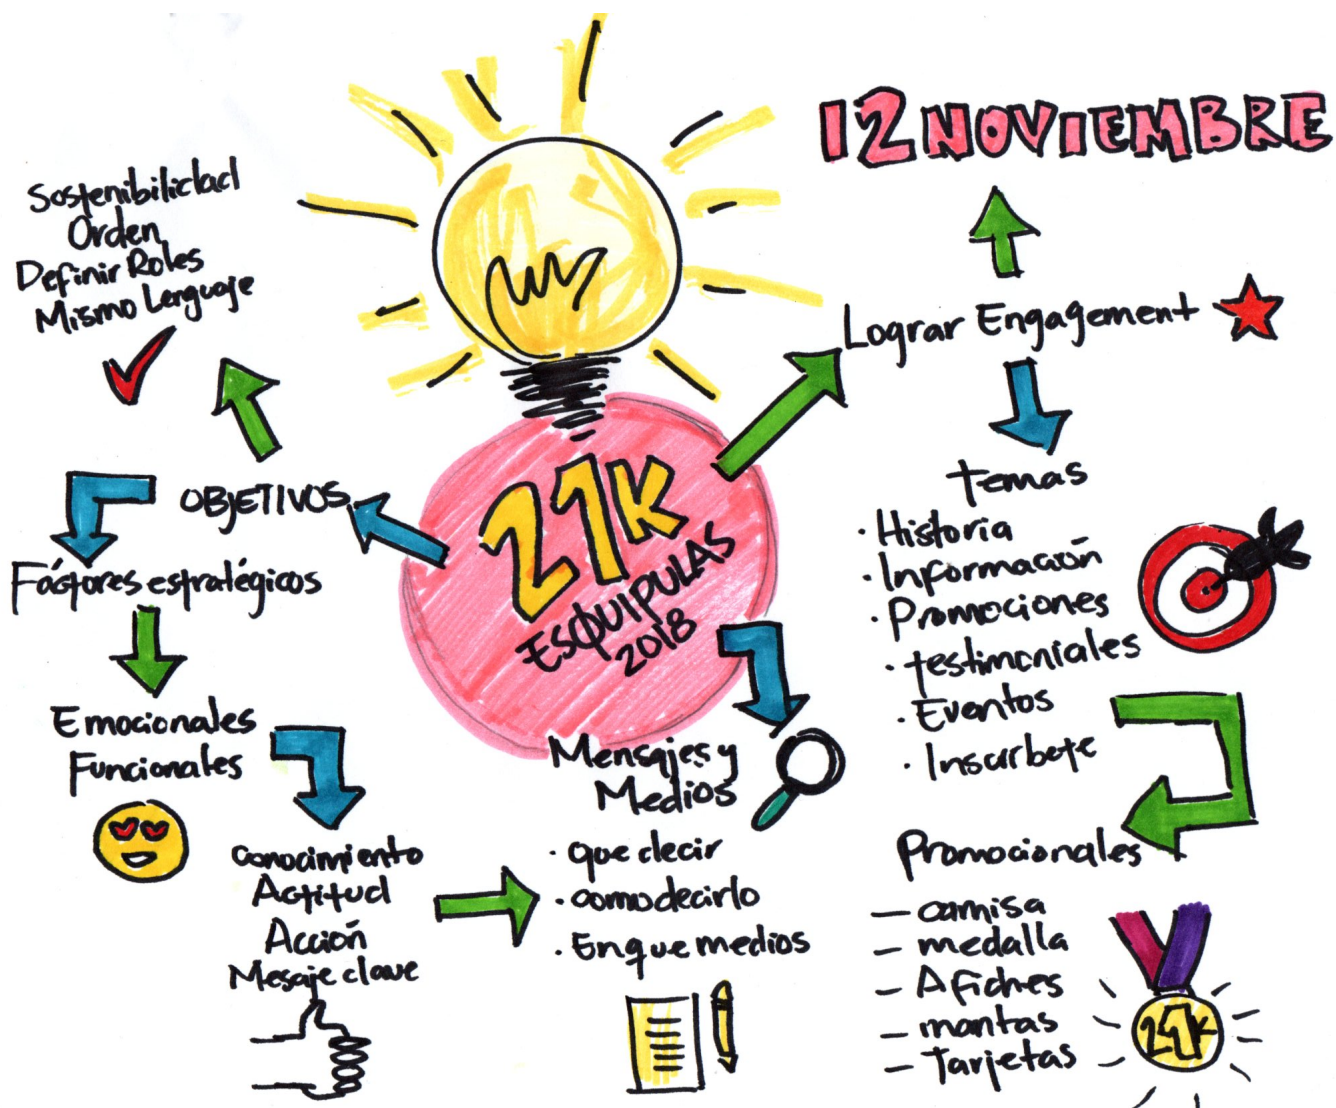 12 NOVIEMBRE
Sostenibilidad
Orden
Definir Roles
Mismo Lenguaje
Lograr Engagement
OBJETIVOS
Fáctores estratégicos
Emocionales
Funcionales
conocimiento
Actitud
Acción
Mesaje clave
21K
ESQUIPULAS
2018
Mensajes y
Medios
· que decir
· como decirlo
· En que medios
temas
· Historia
· Información
· Promociones
· testimoniales
· Eventos
· Inscribete
Promocionales
- camisa
- medalla
- Afiches
- mantas
- Tarjetas
21K